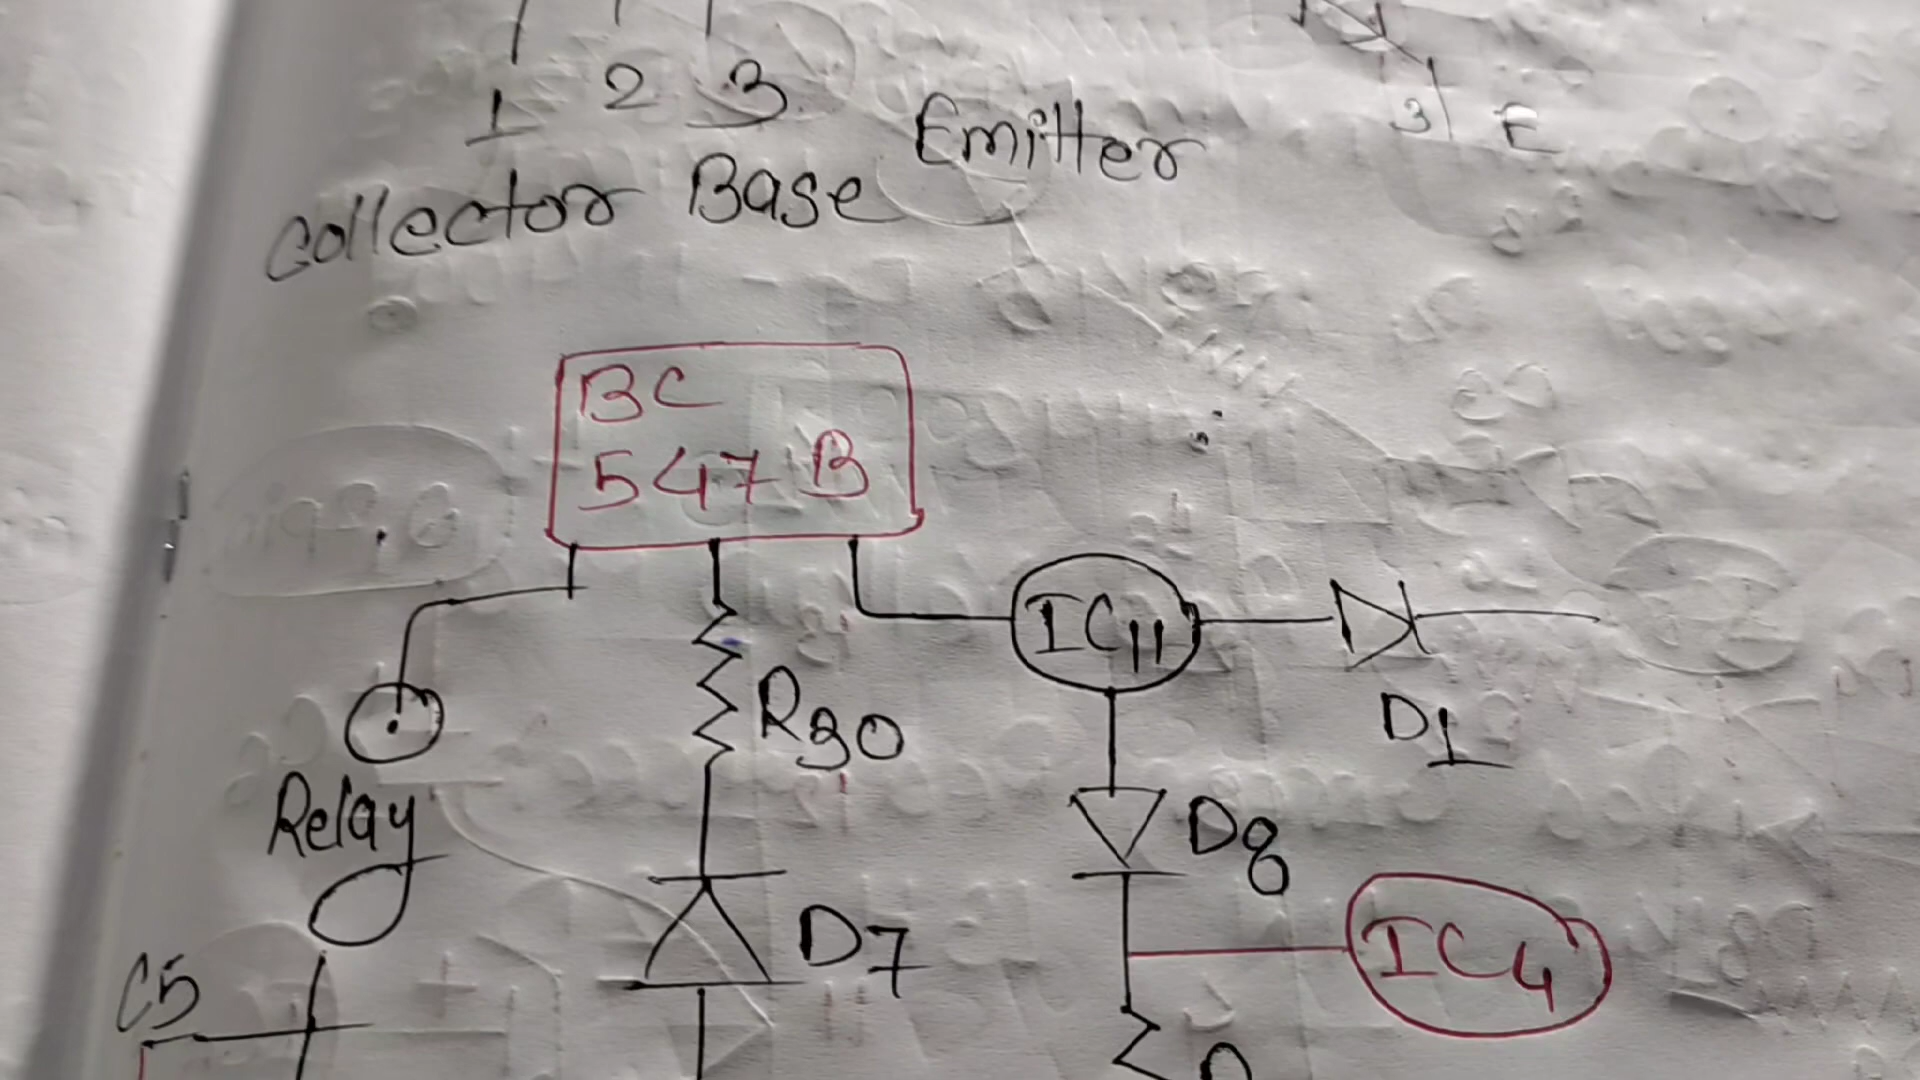 1 2 3
Collector Base Emitter
3 E
BC
547 B
IC11
R30
D1
Relay
D8
D7
IC4
C5